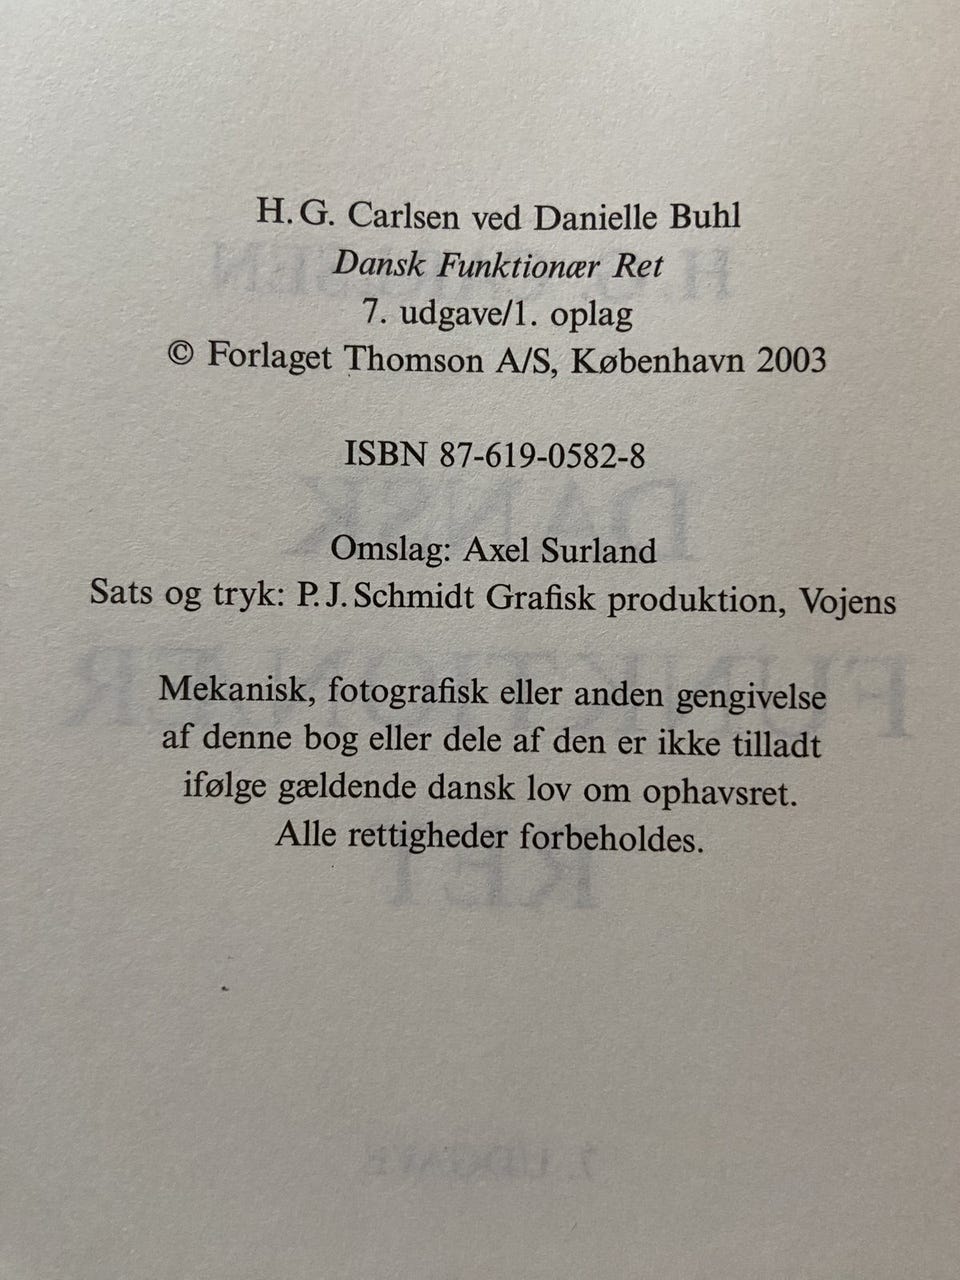 H. G. Carlsen ved Danielle Buhl
Dansk Funktionær Ret
7. udgave/1. oplag
© Forlaget Thomson A/S, København 2003
ISBN 87-619-0582-8
Omslag: Axel Surland
Sats og tryk: P. J. Schmidt Grafisk produktion, Vojens
Mekanisk, fotografisk eller anden gengivelse
af denne bog eller dele af den er ikke tilladt
ifølge gældende dansk lov om ophavsret.
Alle rettigheder forbeholdes.